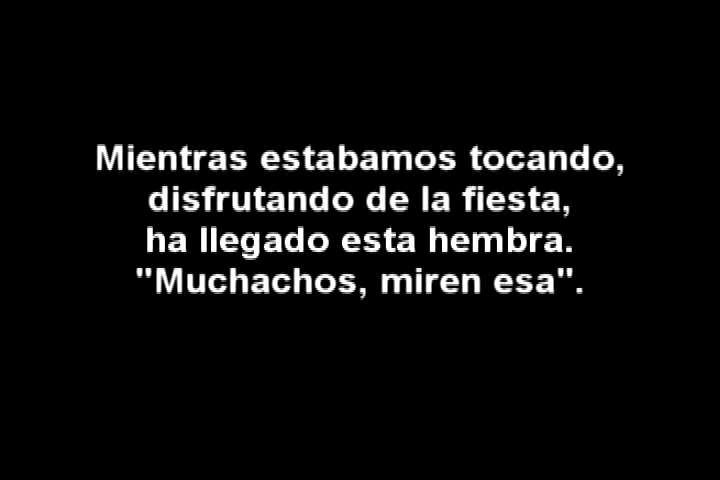 Mientras estabamos tocando,
disfrutando de la fiesta,
ha llegado esta hembra.
"Muchachos, miren esa".